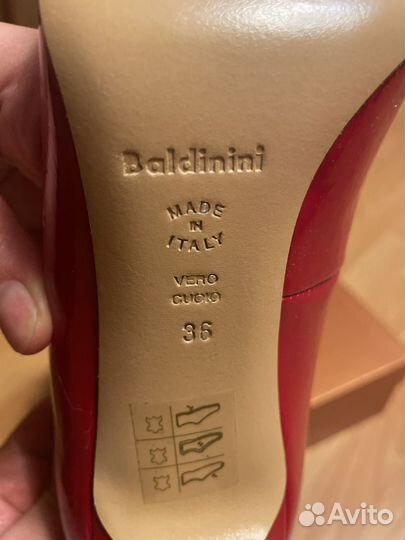 Baldinini
MADE
IN
ITALY
VERO
CUOIO
36
Avito